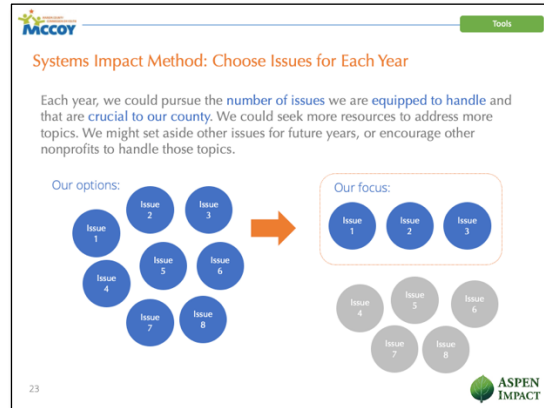 MCCOY
Tools
Systems Impact Method: Choose Issues for Each Year
Each year, we could pursue the number of issues we are equipped to handle and
that are crucial to our county. We could seek more resources to address more
topics. We might set aside other issues for future years, or encourage other
nonprofits to handle those topics.
Our options:
Issue
1
Issue
2
Issue
3
Issue
4
Issue
5
Issue
6
Issue
7
Issue
8
Our focus:
Issue
1
Issue
2
Issue
3
Issue
4
Issue
5
Issue
6
Issue
7
Issue
8
23
ASPEN
IMPACT